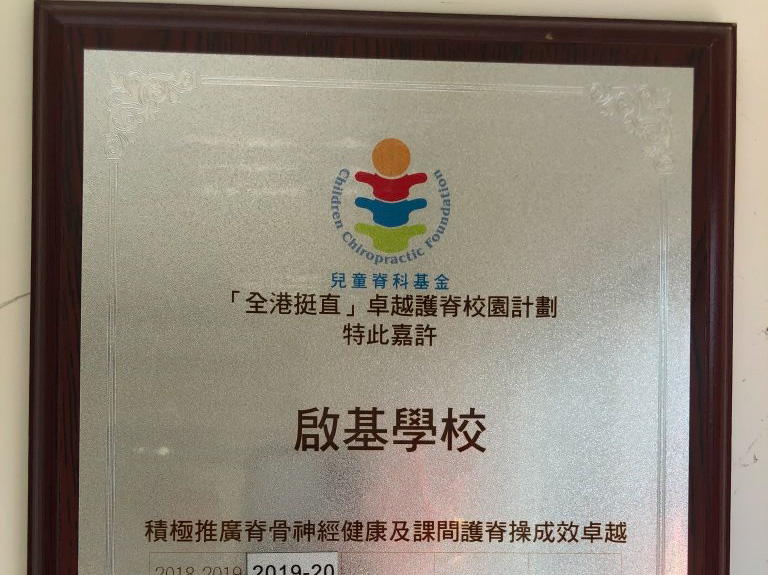 Children Chiropractic Foundation
兒童脊科基金
「全港挺直」卓越護脊校園計劃
特此嘉許
啟基學校
積極推廣脊骨神經健康及課間護脊操成效卓越
2018-2019 2019-20